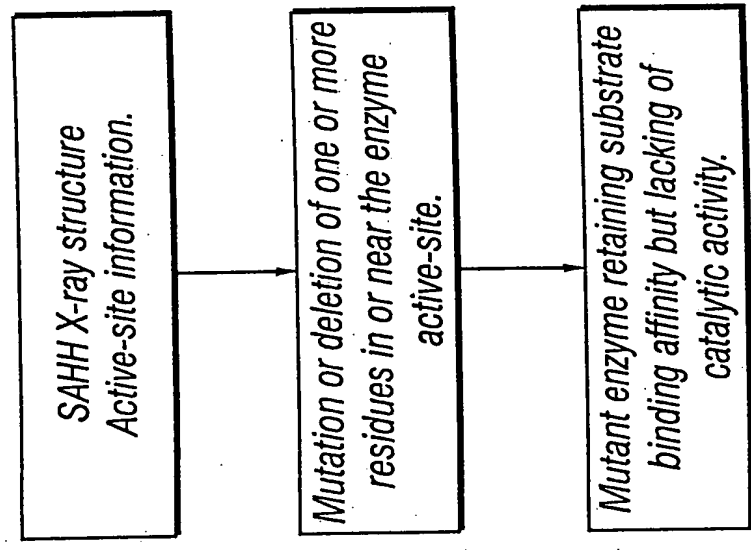 SAHH X-ray structure
Active-site information.
Mutation or deletion of one or more
residues in or near the enzyme
active-site.
Mutant enzyme retaining substrate
binding affinity but lacking of
catalytic activity.